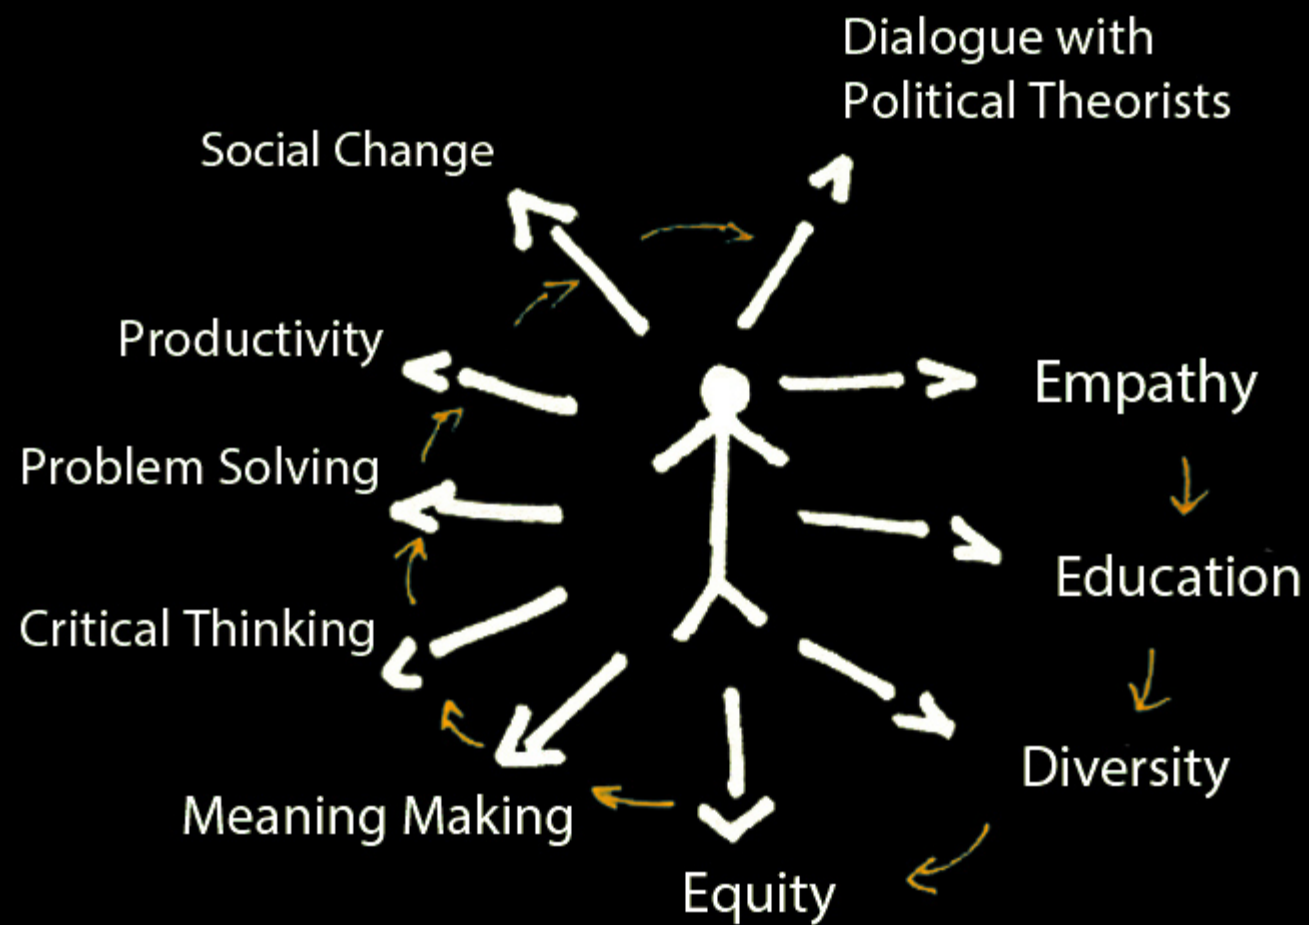 Dialogue with
Political Theorists
Social Change
Productivity
Empathy
Problem Solving
Education
Critical Thinking
Diversity
Meaning Making
Equity